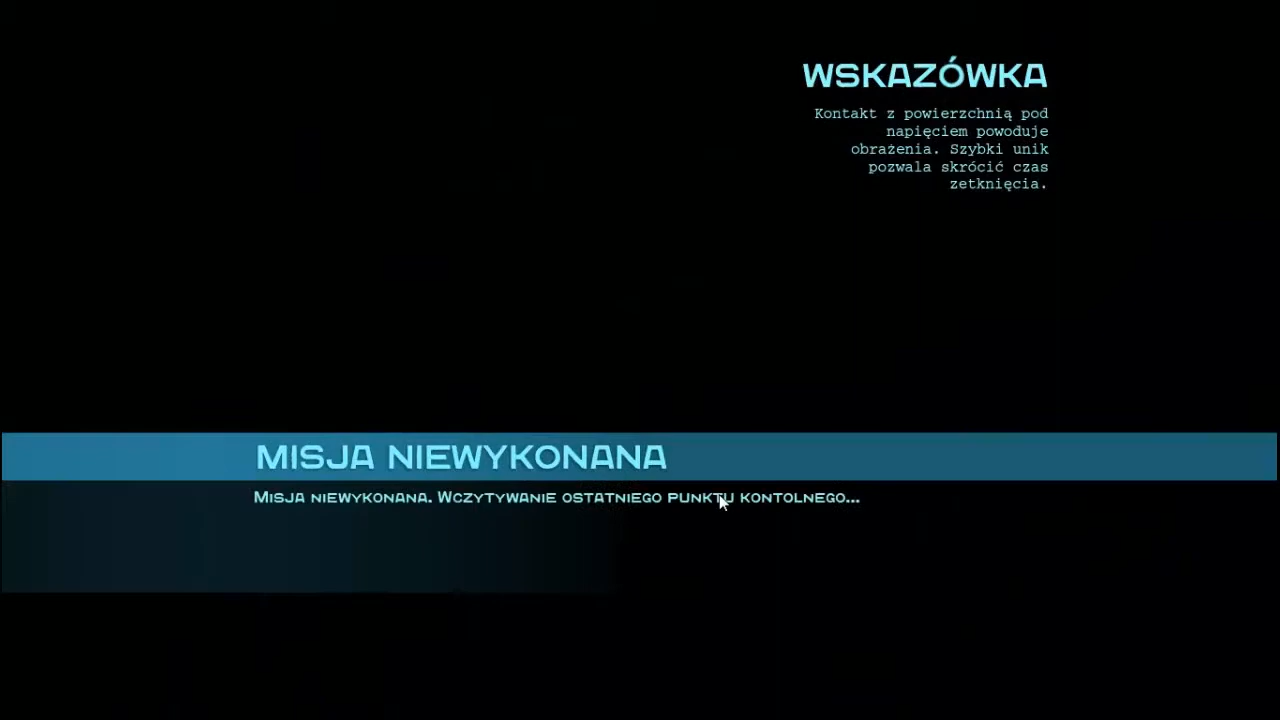 WSKAZÓWKA
Kontakt z powierzchnią pod
napięciem powoduje
obrażenia. Szybki unik
pozwala skrócić czas
zetknięcia.
MISJA NIEWYKONANA
Misja niewykonana. Wczytywanie ostatniego punktu kontolnego...